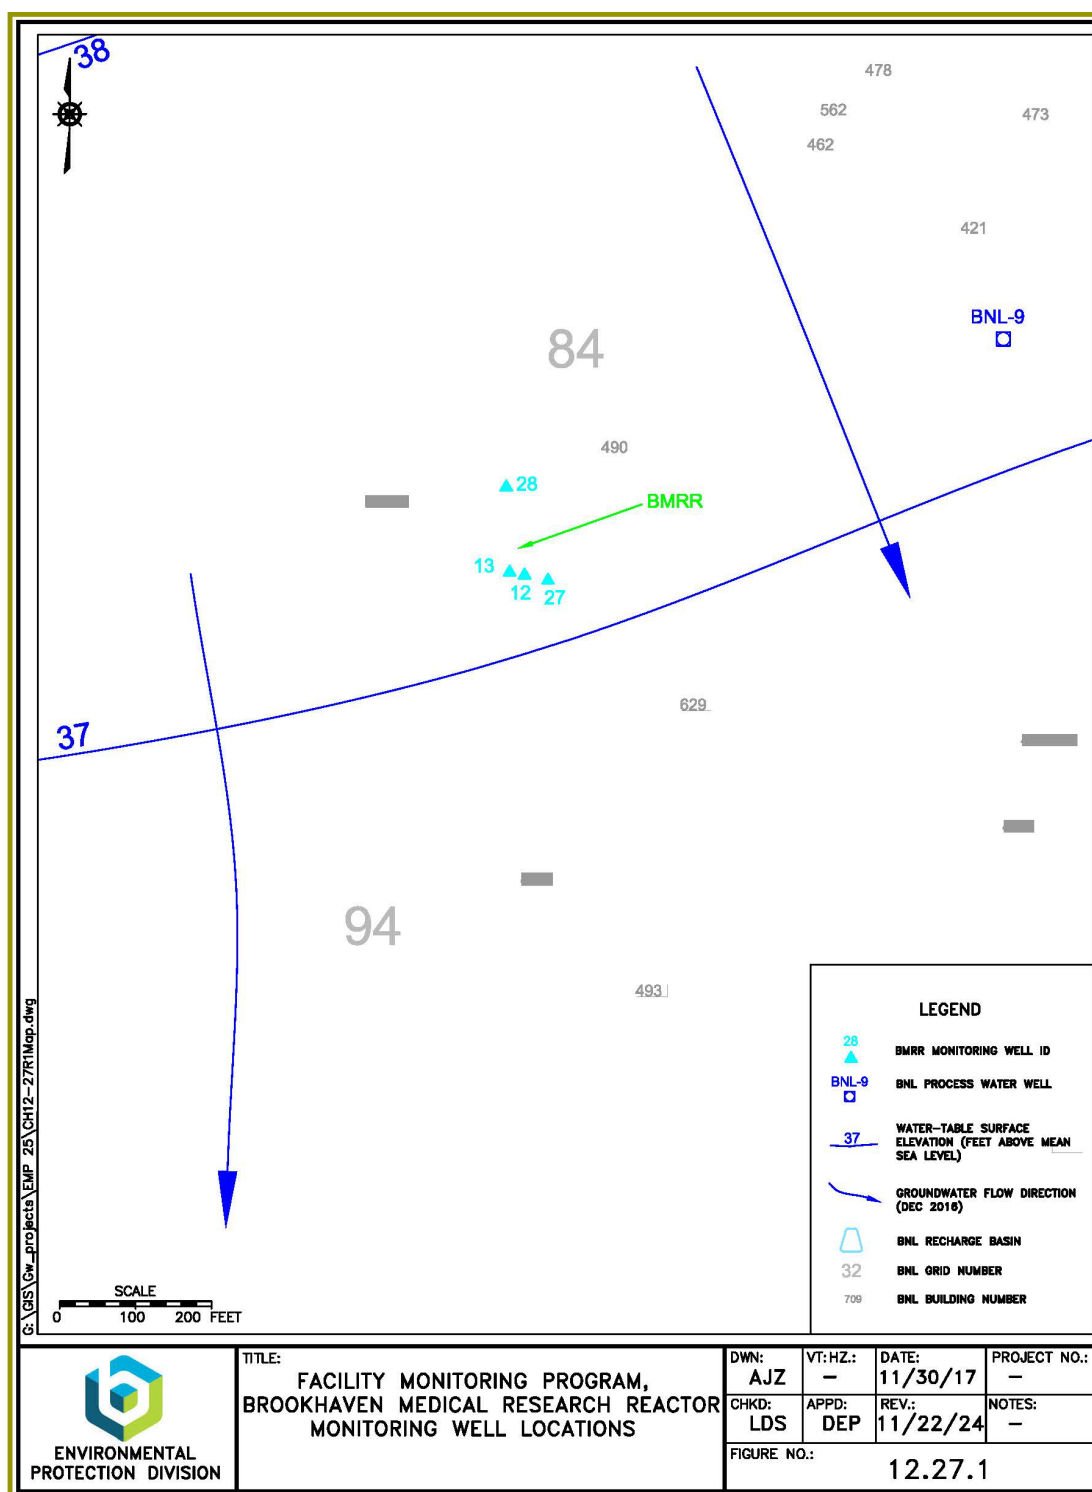 38
478
562
473
462
421
BNL-9
84
490
28
BMRR
13
12
27
37
629
94
493
G:\GIS\Gw_projects\EMP 25\CH12-27R1Map.dwg
LEGEND
28
BMRR MONITORING WELL ID
BNL-9
BNL PROCESS WATER WELL
37
WATER-TABLE SURFACE
ELEVATION (FEET ABOVE MEAN
SEA LEVEL)
GROUNDWATER FLOW DIRECTION
(DEC 2016)
BNL RECHARGE BASIN
32
BNL GRID NUMBER
709
BNL BUILDING NUMBER
SCALE
0 100 200 FEET
ENVIRONMENTAL
PROTECTION DIVISION
TITLE:
FACILITY MONITORING PROGRAM,
BROOKHAVEN MEDICAL RESEARCH REACTOR
MONITORING WELL LOCATIONS
DWN: VT:HZ.: DATE: PROJECT NO.:
AJZ – 11/30/17 –
CHKD: APPD: REV.: NOTES:
LDS DEP 11/22/24 –
FIGURE NO.:
12.27.1